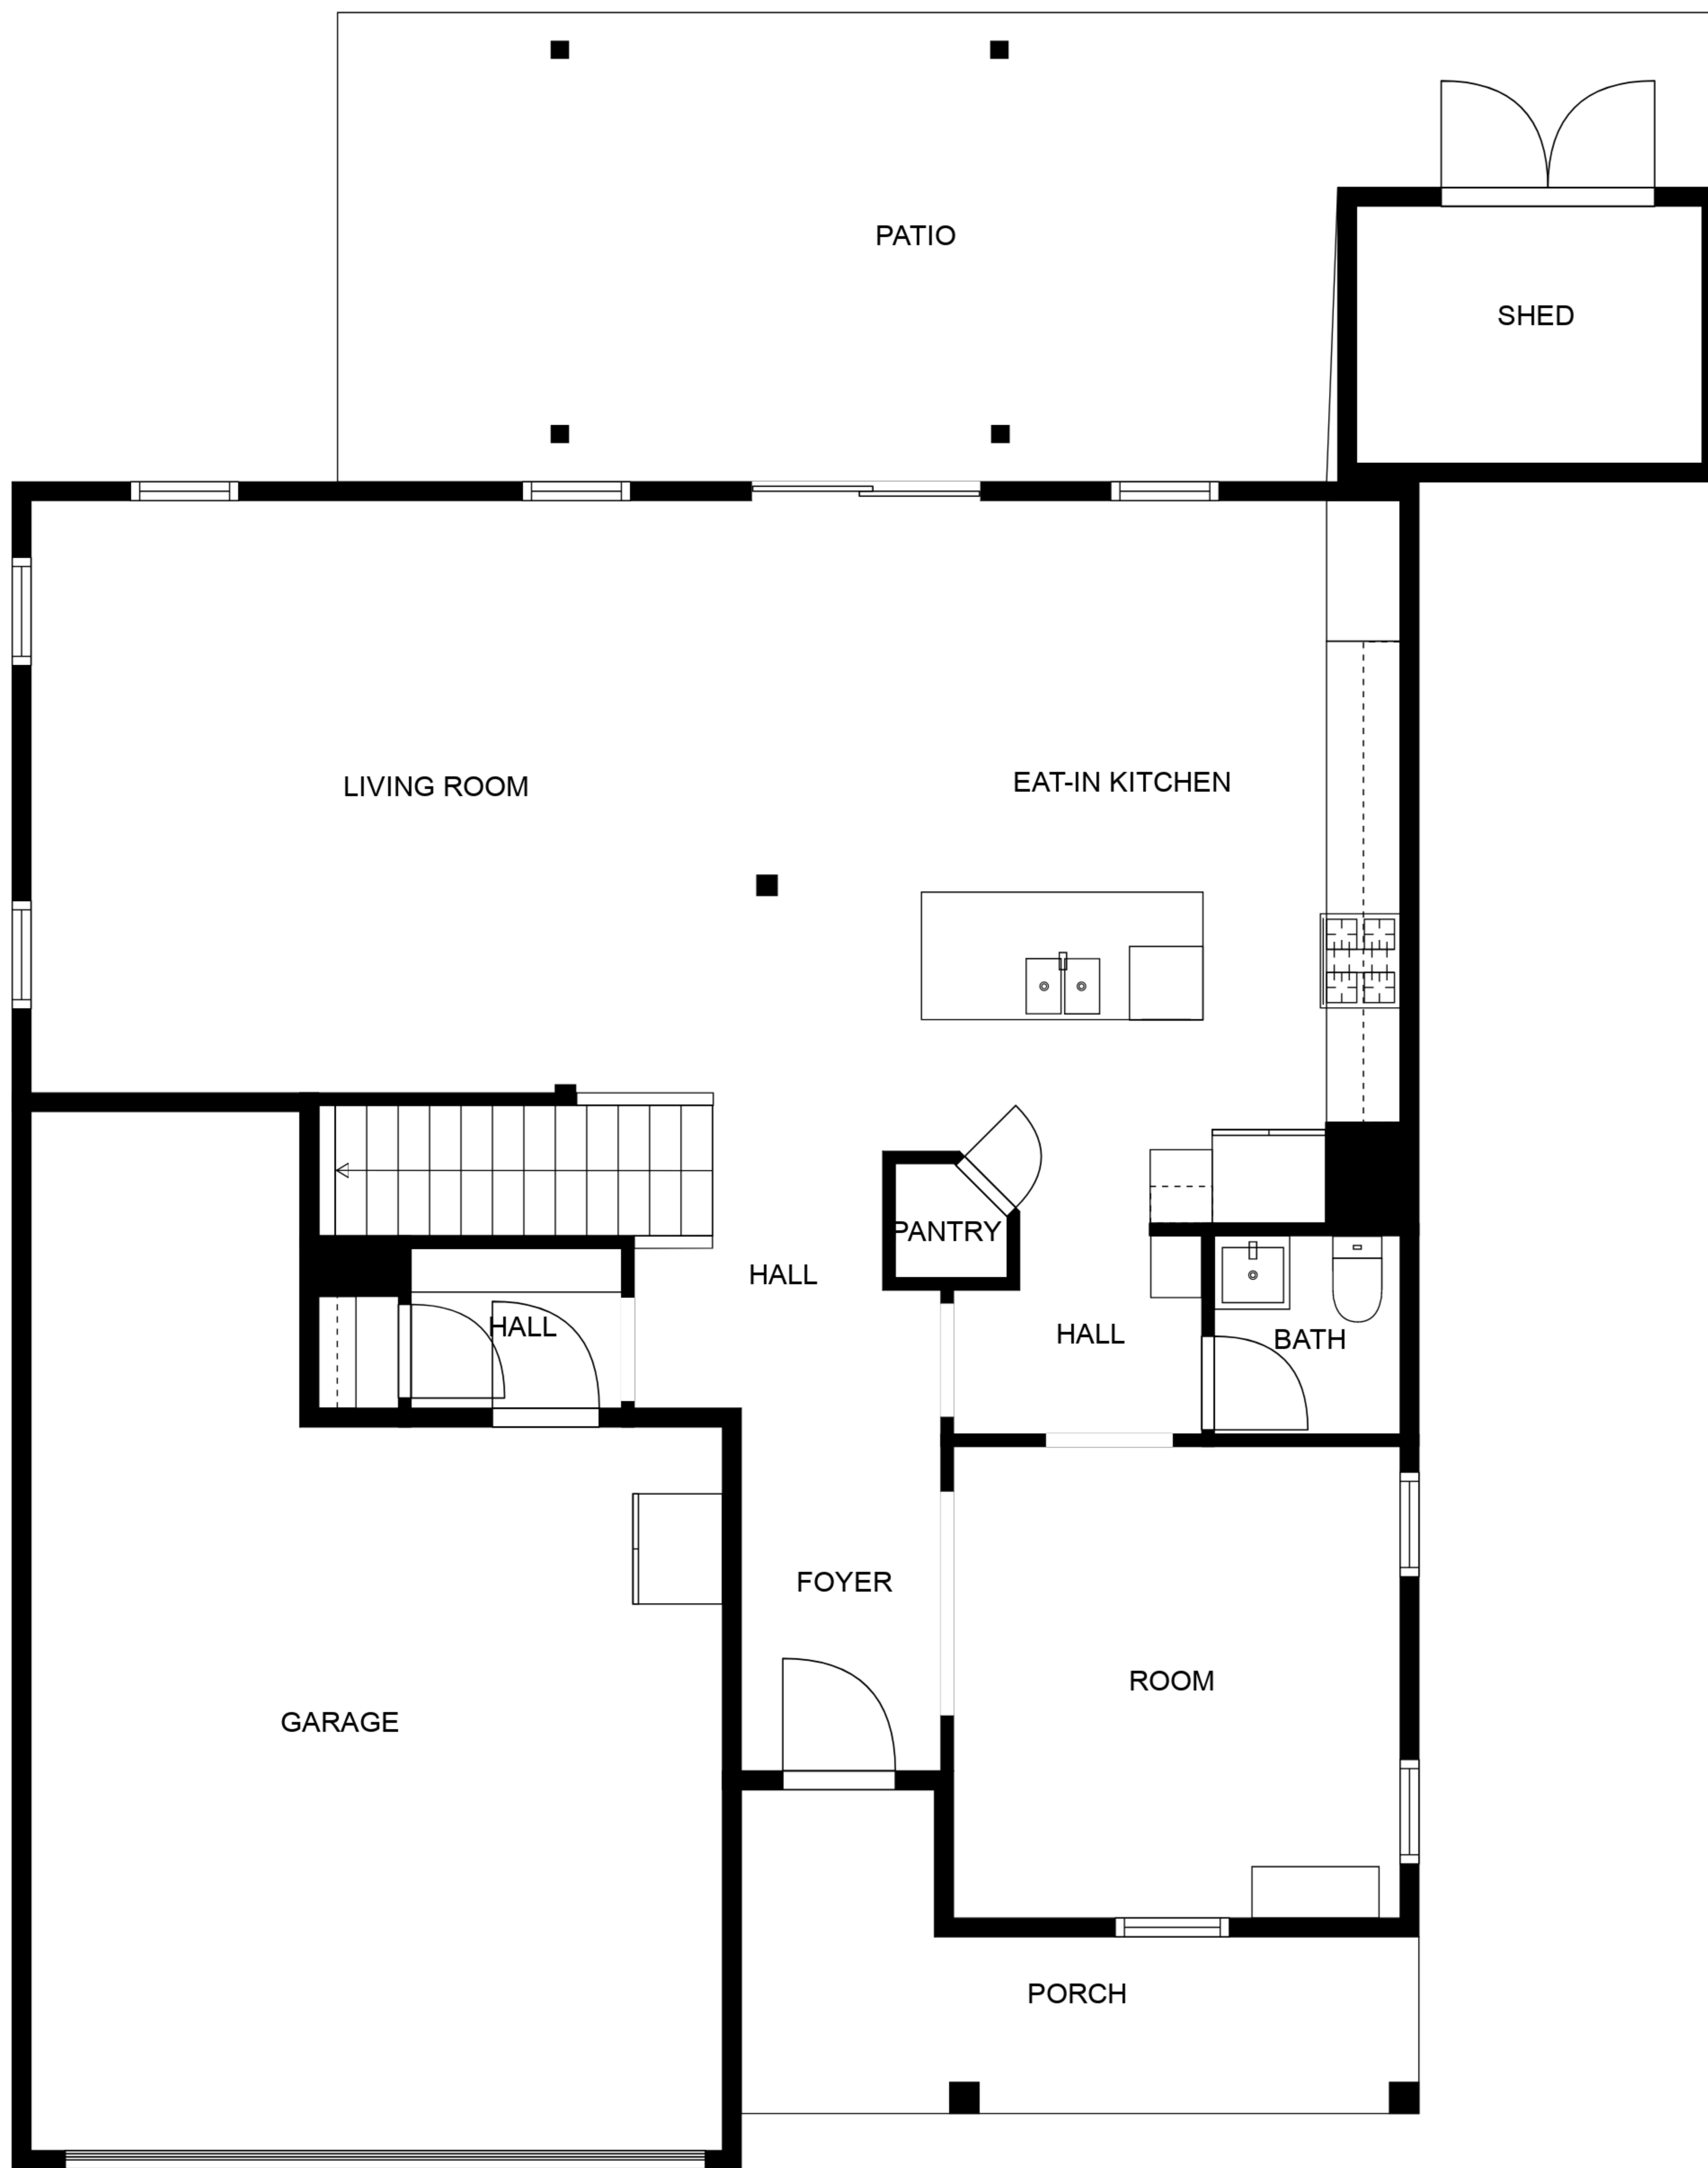 PATIO
SHED
LIVING ROOM
EAT-IN KITCHEN
PANTRY
HALL
HALL
HALL
BATH
FOYER
ROOM
GARAGE
PORCH